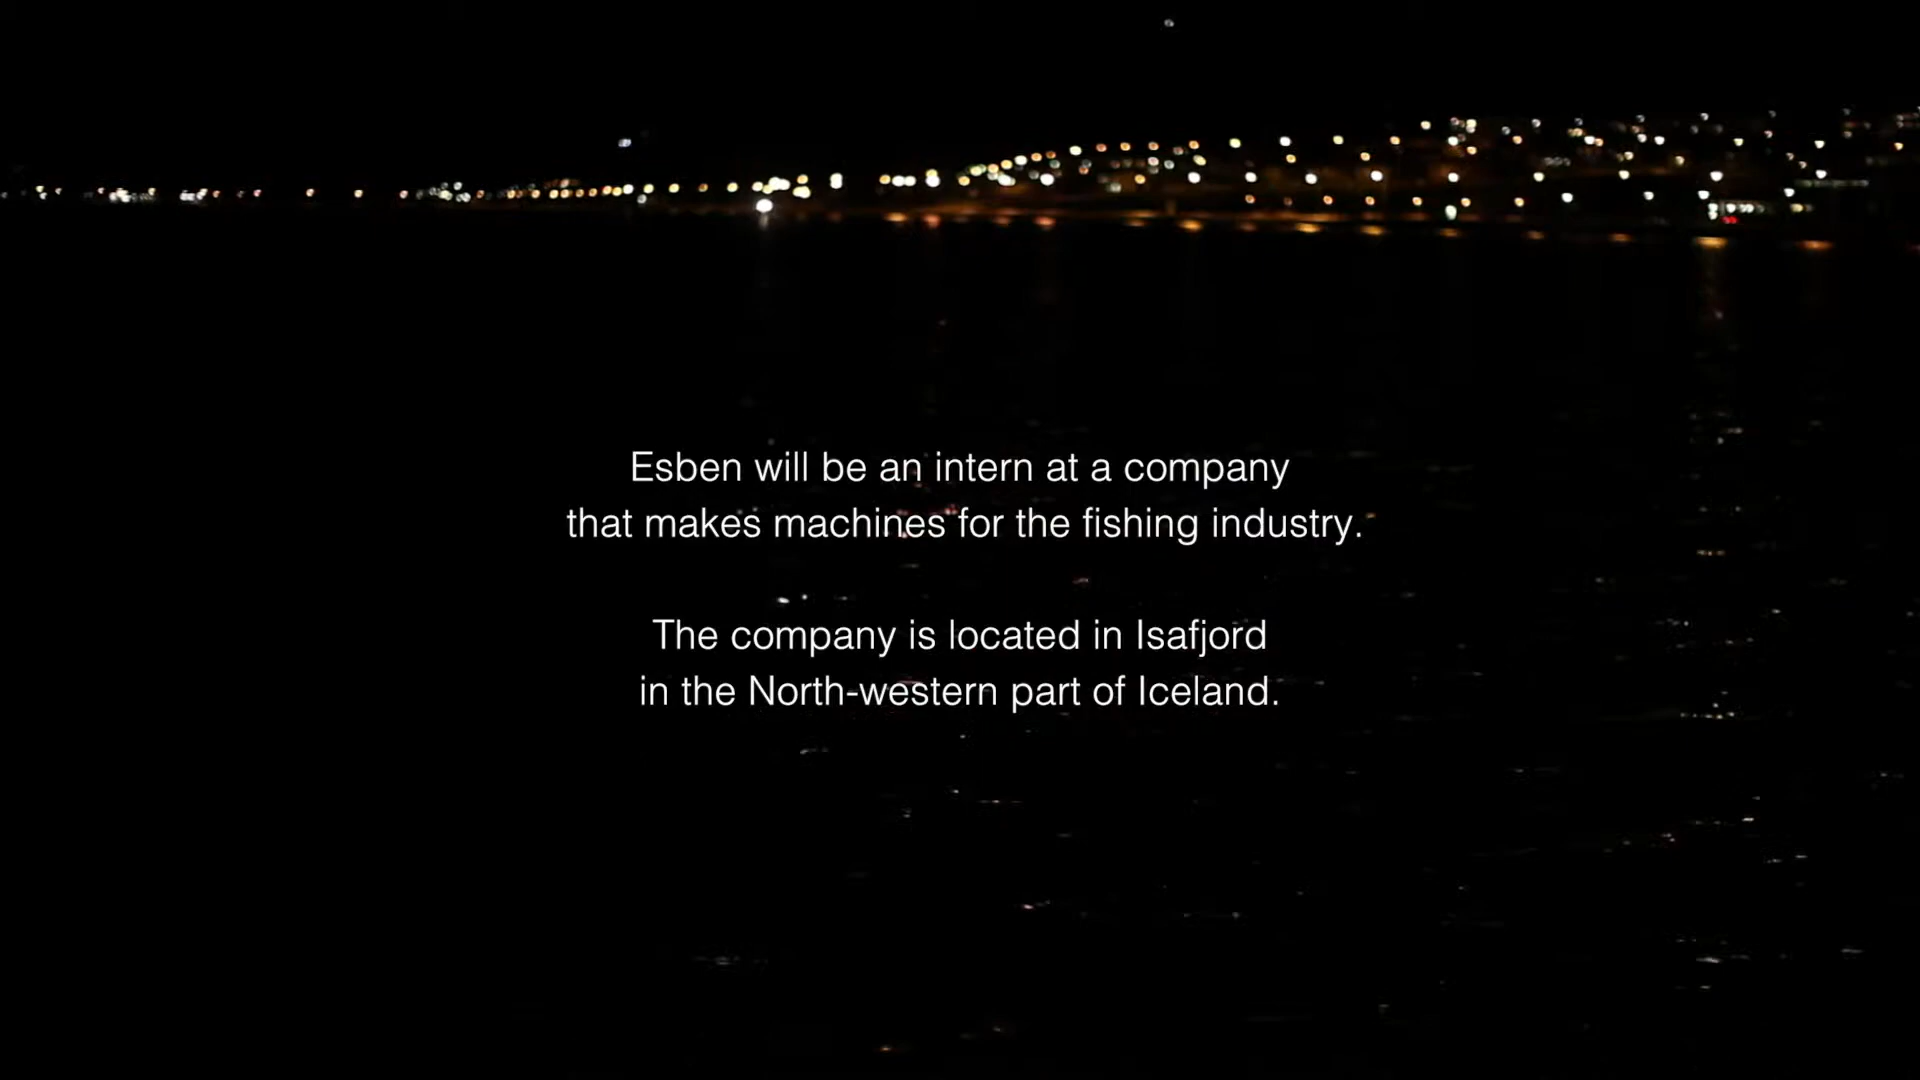 Esben will be an intern at a company
that makes machines for the fishing industry.
The company is located in Isafjord
in the North-western part of Iceland.